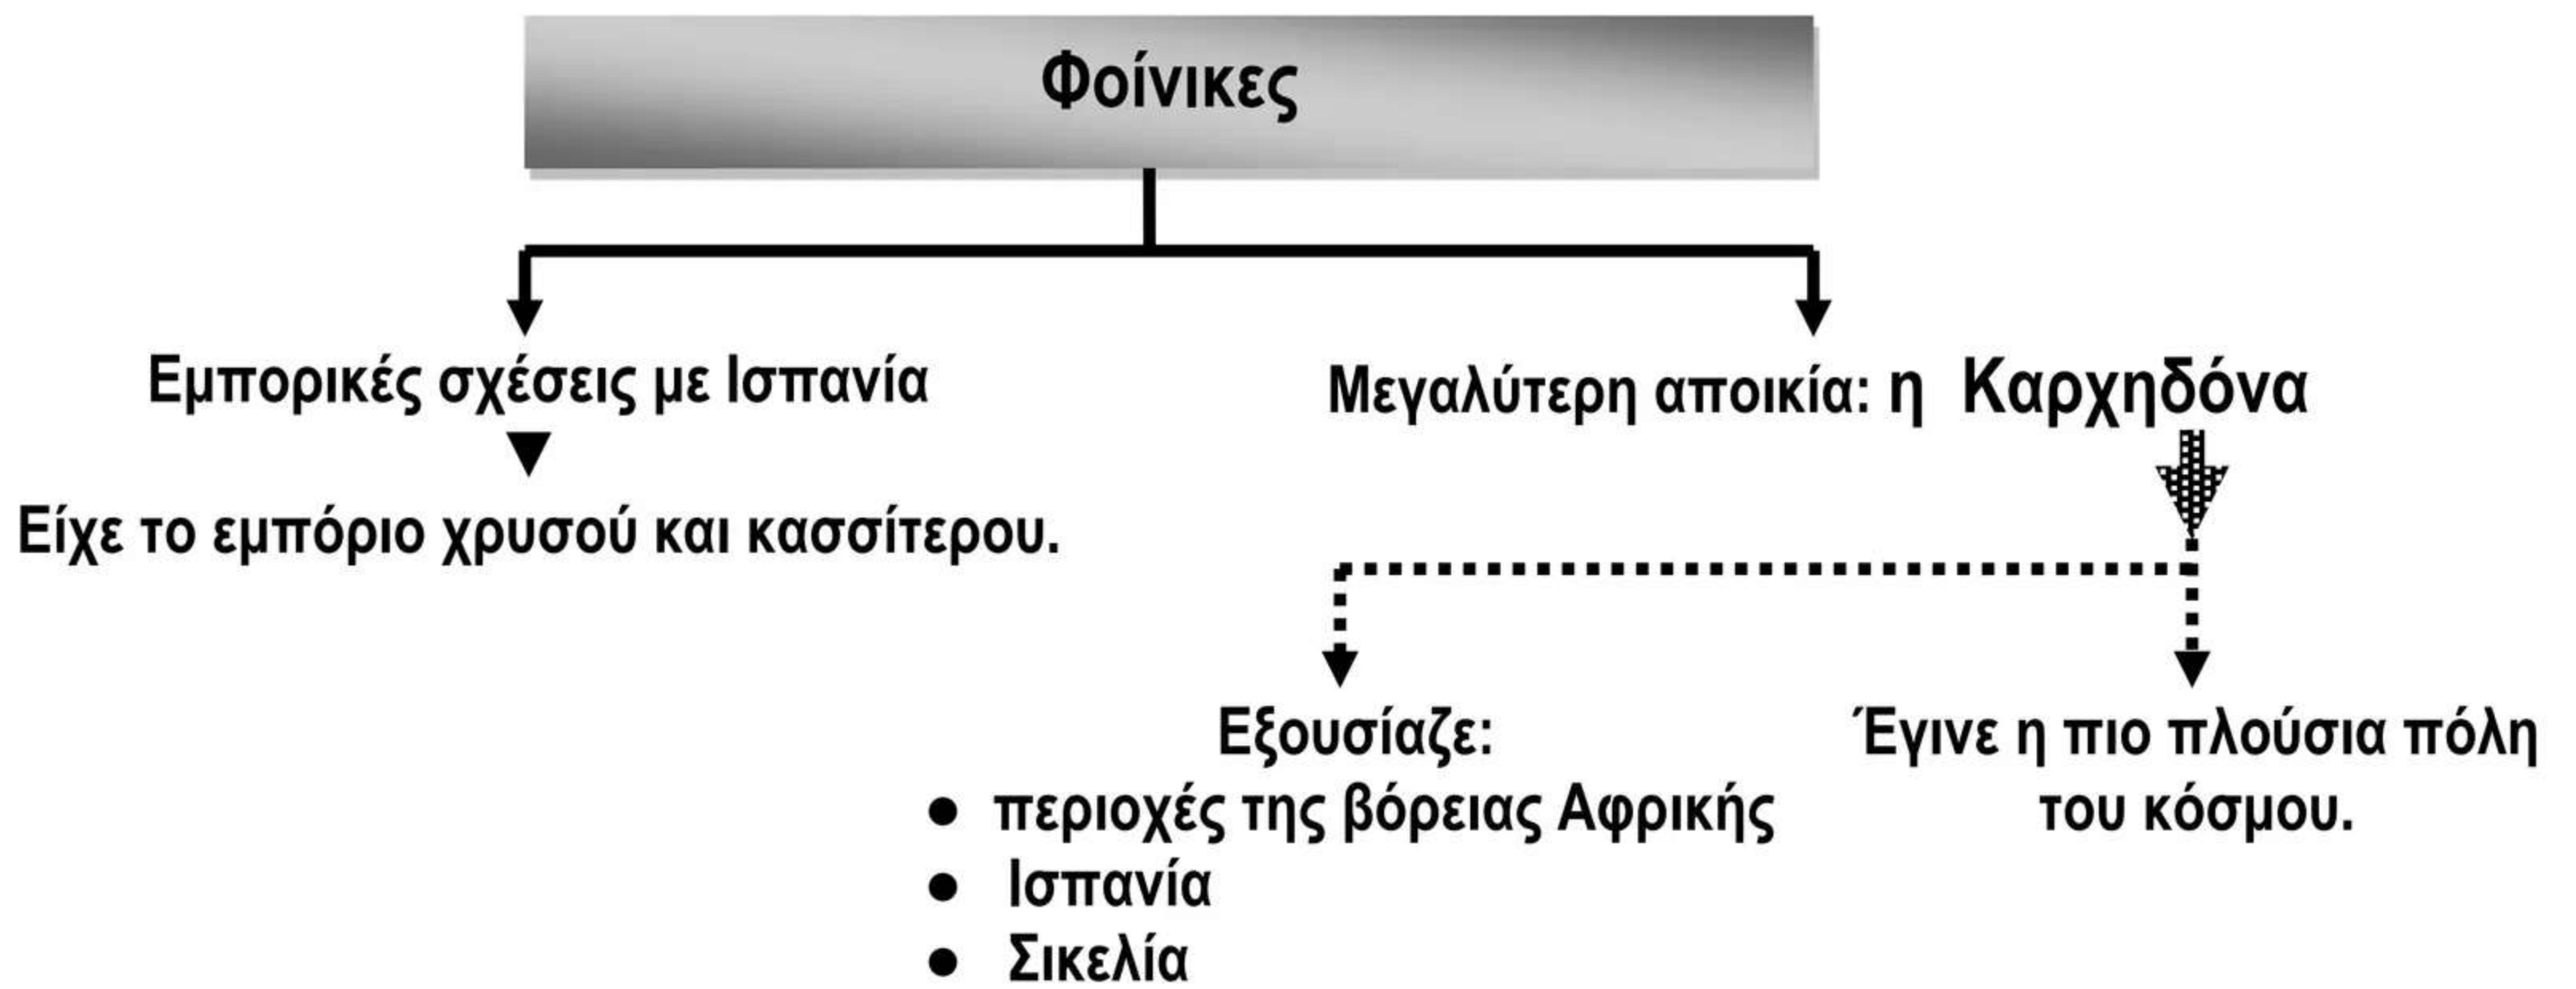 Φοίνικες
Εμπορικές σχέσεις με Ισπανία
Είχε το εμπόριο χρυσού και κασσίτερου.
Μεγαλύτερη αποικία: η Καρχηδόνα
Εξουσίαζε:
● περιοχές της βόρειας Αφρικής
● Ισπανία
● Σικελία
Έγινε η πιο πλούσια πόλη
του κόσμου.